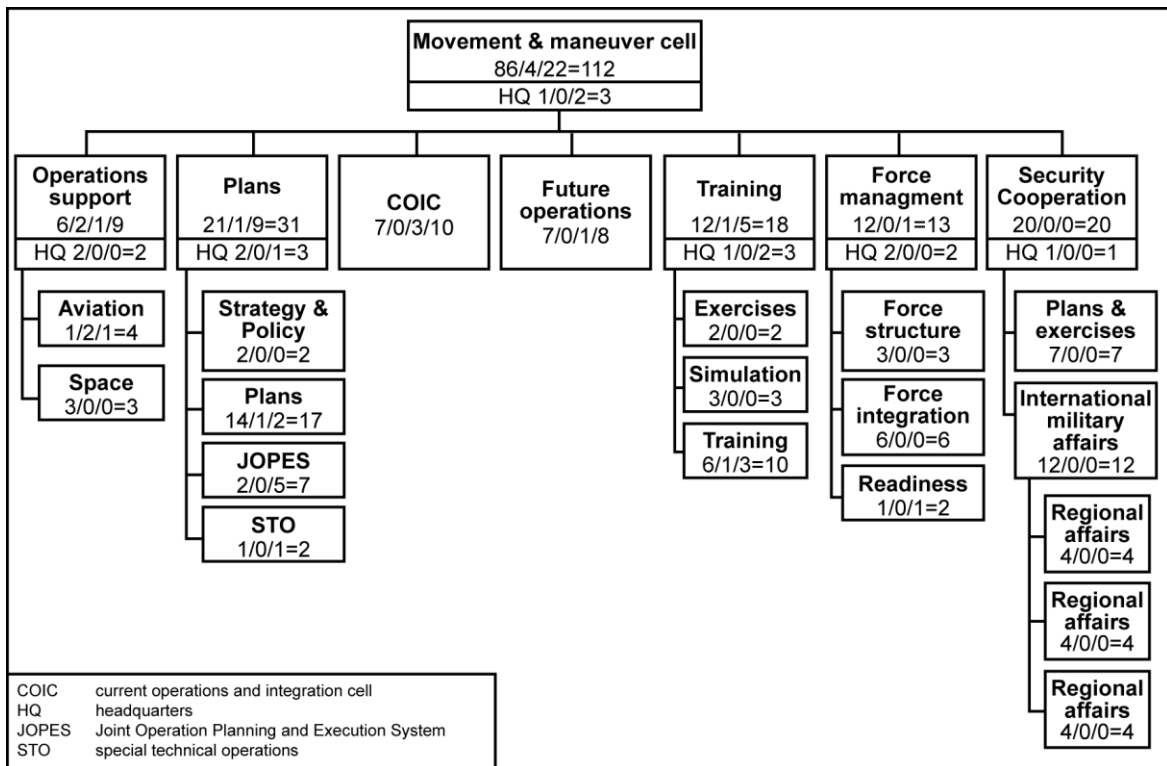 Movement & maneuver cell
86/4/22=112
HQ 1/0/2=3
Operations
support
6/2/1/9
HQ 2/0/0=2
Aviation
1/2/1=4
Space
3/0/0=3
Plans
21/1/9=31
HQ 2/0/1=3
Strategy &
Policy
2/0/0=2
Plans
14/1/2=17
JOPES
2/0/5=7
STO
1/0/1=2
COIC
7/0/3/10
Future
operations
7/0/1/8
Training
12/1/5=18
HQ 1/0/2=3
Exercises
2/0/0=2
Simulation
3/0/0=3
Training
6/1/3=10
Force
managment
12/0/1=13
HQ 2/0/0=2
Force
structure
3/0/0=3
Force
integration
6/0/0=6
Readiness
1/0/1=2
Security
Cooperation
20/0/0=20
HQ 1/0/0=1
Plans &
exercises
7/0/0=7
International
military
affairs
12/0/0=12
Regional
affairs
4/0/0=4
Regional
affairs
4/0/0=4
Regional
affairs
4/0/0=4
COIC current operations and integration cell
HQ headquarters
JOPES Joint Operation Planning and Execution System
STO special technical operations